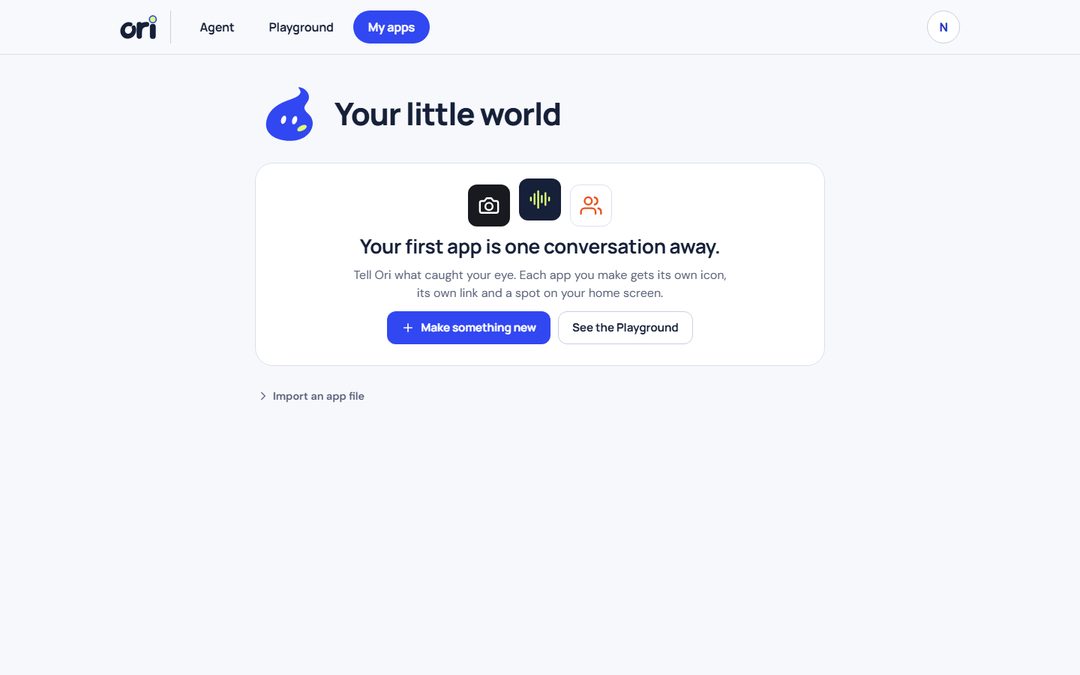 ori
Agent
Playground
My apps
N
Your little world
Your first app is one conversation away.
Tell Ori what caught your eye. Each app you make gets its own icon,
its own link and a spot on your home screen.
Make something new
See the Playground
Import an app file